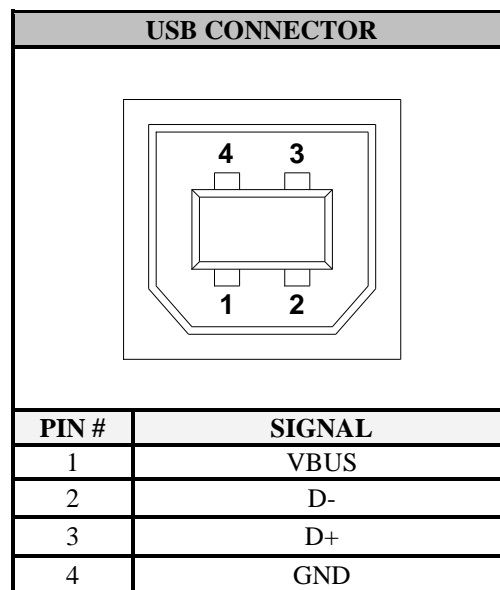 USB CONNECTOR
4 3
1 2
PIN # SIGNAL
1 VBUS
2 D-
3 D+
4 GND